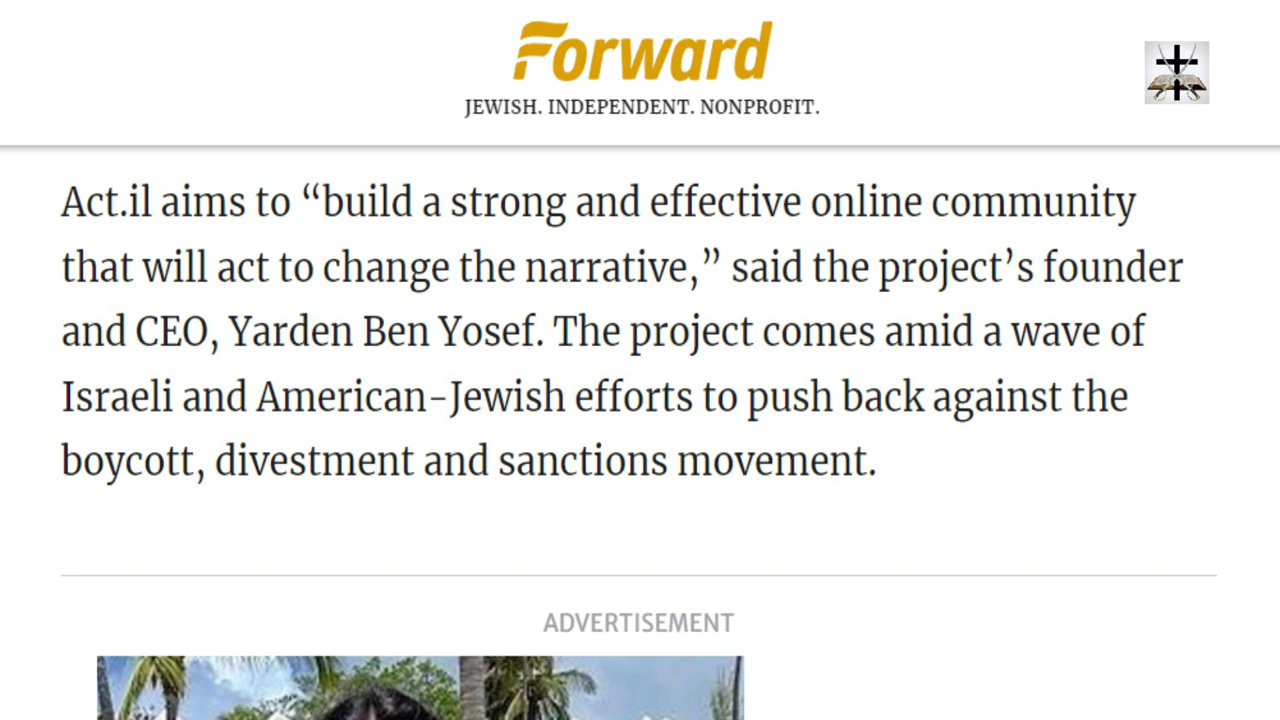 Forward
JEWISH. INDEPENDENT. NONPROFIT.
Act.il aims to “build a strong and effective online community
that will act to change the narrative,” said the project’s founder
and CEO, Yarden Ben Yosef. The project comes amid a wave of
Israeli and American-Jewish efforts to push back against the
boycott, divestment and sanctions movement.
ADVERTISEMENT